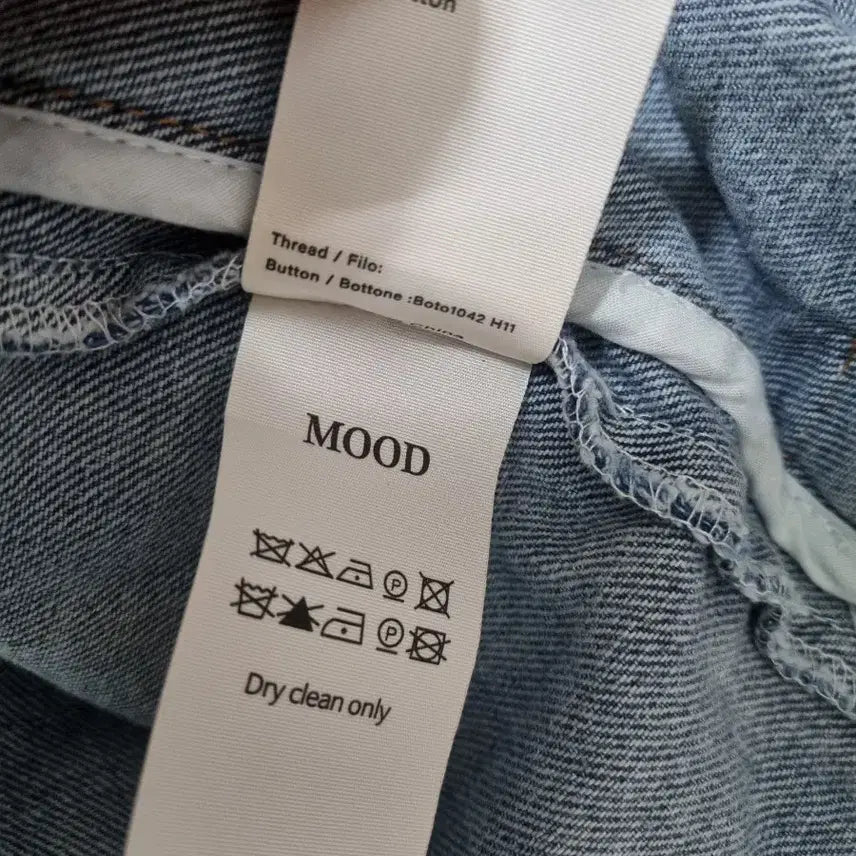 Thread / Filo:
Button / Bottone :Boto1042 H11
MOOD
P
P
Dry clean only